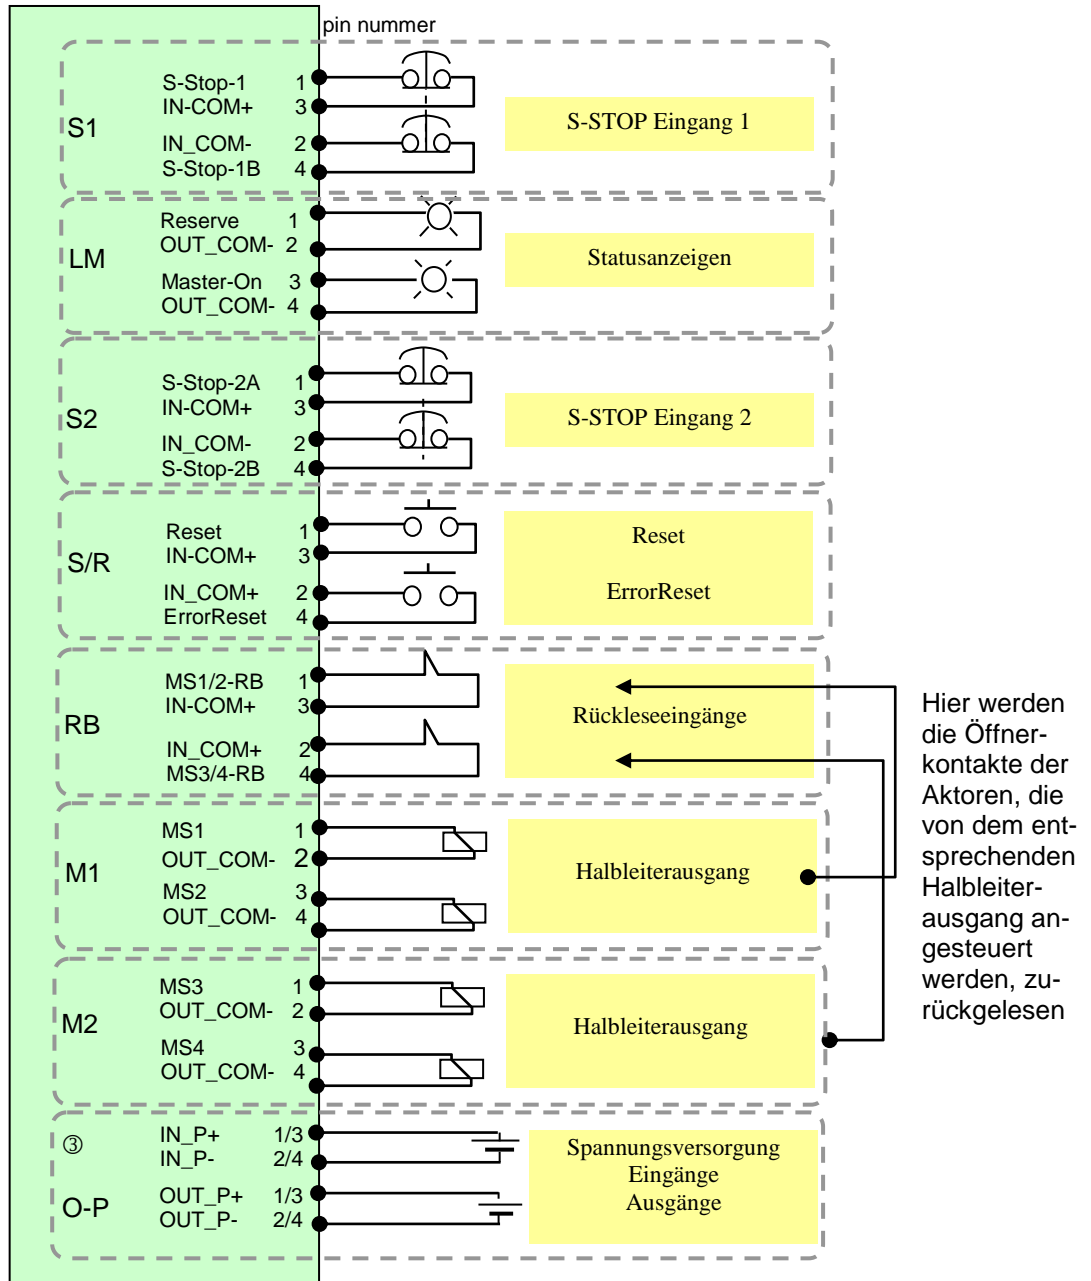 pin nummer
S1
S-Stop-1 1
IN-COM+ 3
IN_COM- 2
S-Stop-1B 4
S-STOP Eingang 1
LM
Reserve 1
OUT_COM- 2
Master-On 3
OUT_COM- 4
Statusanzeigen
S2
S-Stop-2A 1
IN-COM+ 3
IN_COM- 2
S-Stop-2B 4
S-STOP Eingang 2
S/R
Reset 1
IN-COM+ 3
IN_COM+ 2
ErrorReset 4
Reset
ErrorReset
RB
MS1/2-RB 1
IN-COM+ 3
IN_COM+ 2
MS3/4-RB 4
Rückleseeingänge
M1
MS1 1
OUT_COM- 2
MS2 3
OUT_COM- 4
Halbleiterausgang
M2
MS3 1
OUT_COM- 2
MS4 3
OUT_COM- 4
Halbleiterausgang
③
O-P
IN_P+ 1/3
IN_P- 2/4
OUT_P+ 1/3
OUT_P- 2/4
Spannungsversorgung
Eingänge
Ausgänge
Hier werden
die Öffner-
kontakte der
Aktoren, die
von dem ent-
sprechenden
Halbleiter-
ausgang an-
gesteuert
werden, zu-
rückgelesen